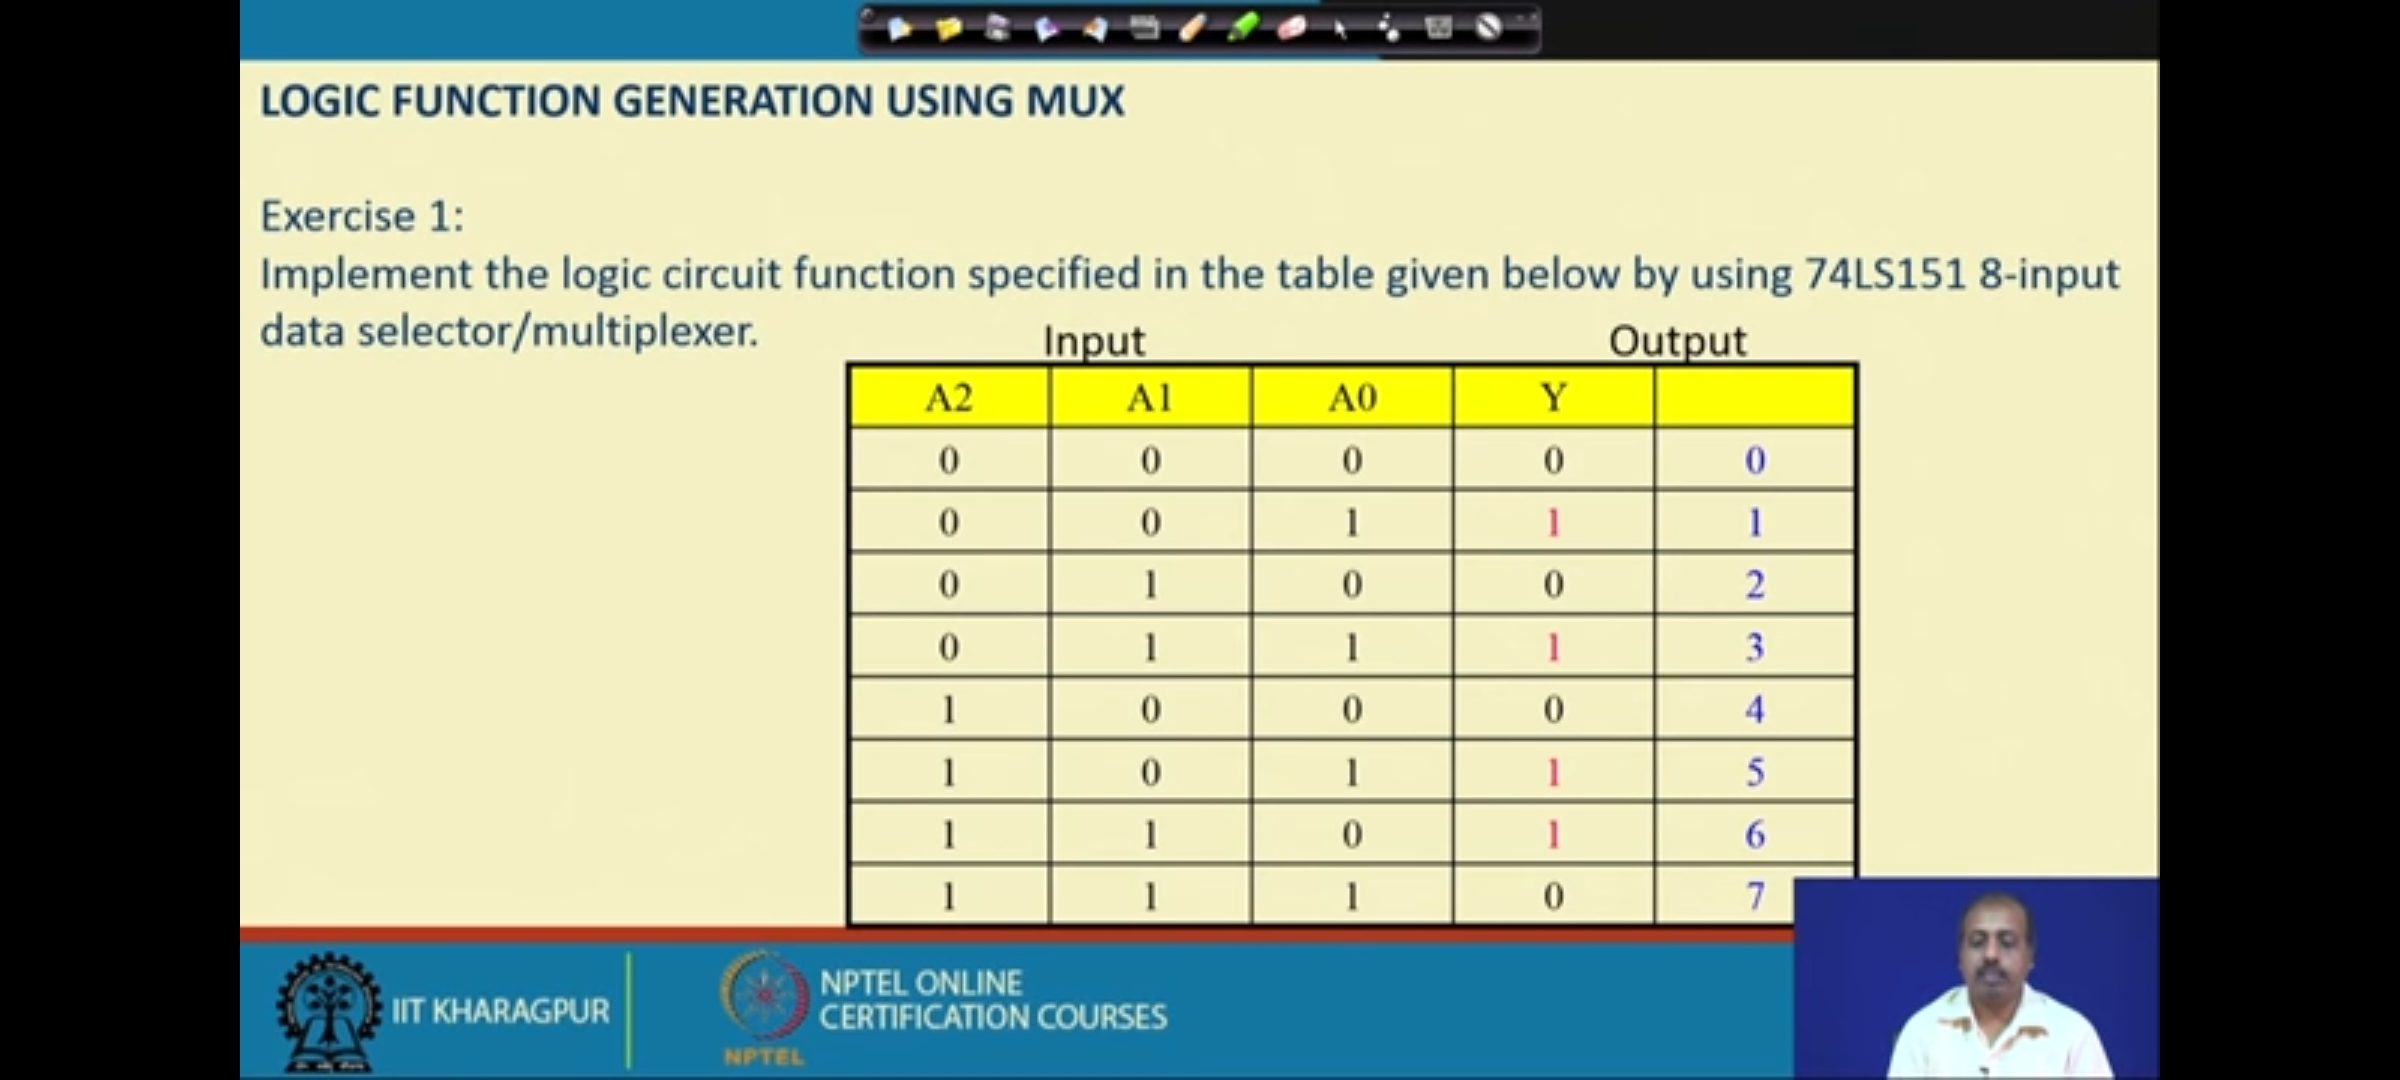 LOGIC FUNCTION GENERATION USING MUX
Exercise 1:
Implement the logic circuit function specified in the table given below by using 74LS151 8-input
data selector/multiplexer.
Input Output
A2 A1 A0 Y
0 0 0 0 0
0 0 1 1 1
0 1 0 0 2
0 1 1 1 3
1 0 0 0 4
1 0 1 1 5
1 1 0 1 6
1 1 1 0 7
IIT KHARAGPUR
NPTEL
NPTEL ONLINE
CERTIFICATION COURSES